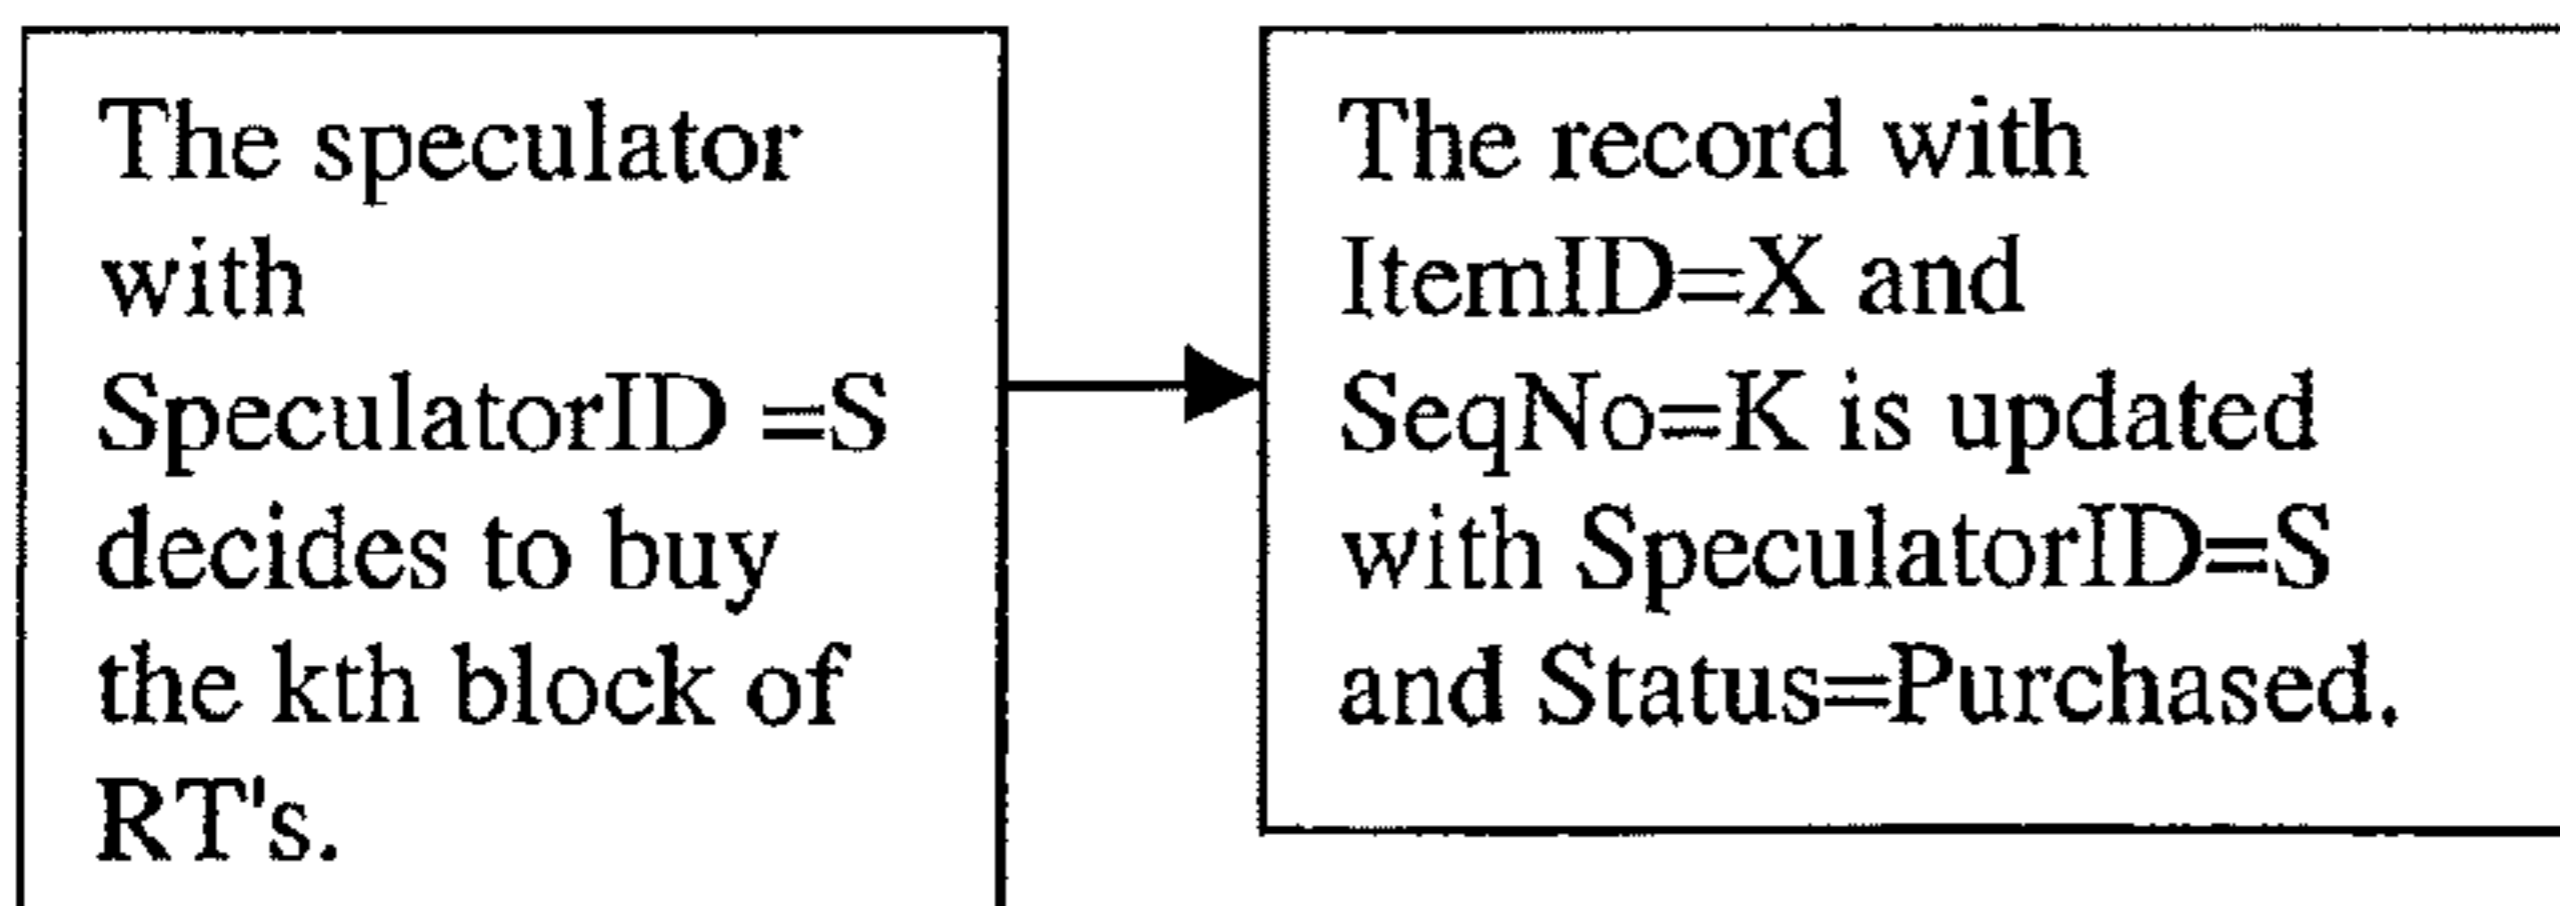 The speculator
with
SpeculatorID =S
decides to buy
the kth block of
RT's.
The record with
ItemID=X and
SeqNo=K is updated
with SpeculatorID=S
and Status=Purchased.